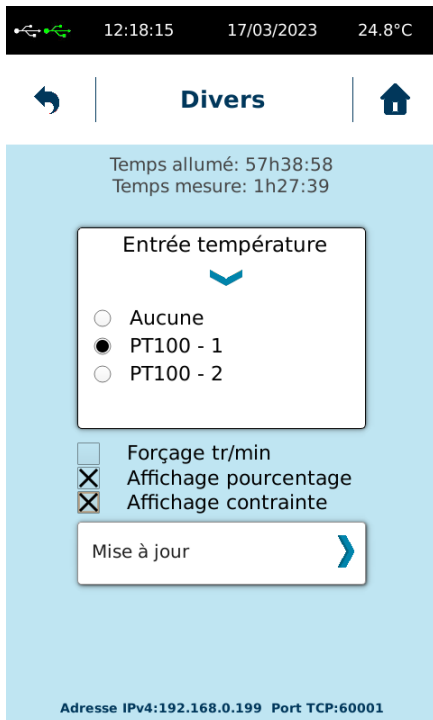 12:18:15 17/03/2023 24.8°C
Divers
Temps allumé: 57h38:58
Temps mesure: 1h27:39
Entrée température
Aucune
PT100 - 1
PT100 - 2
Forçage tr/min
Affichage pourcentage
Affichage contrainte
Mise à jour
Adresse IPv4:192.168.0.199 Port TCP:60001